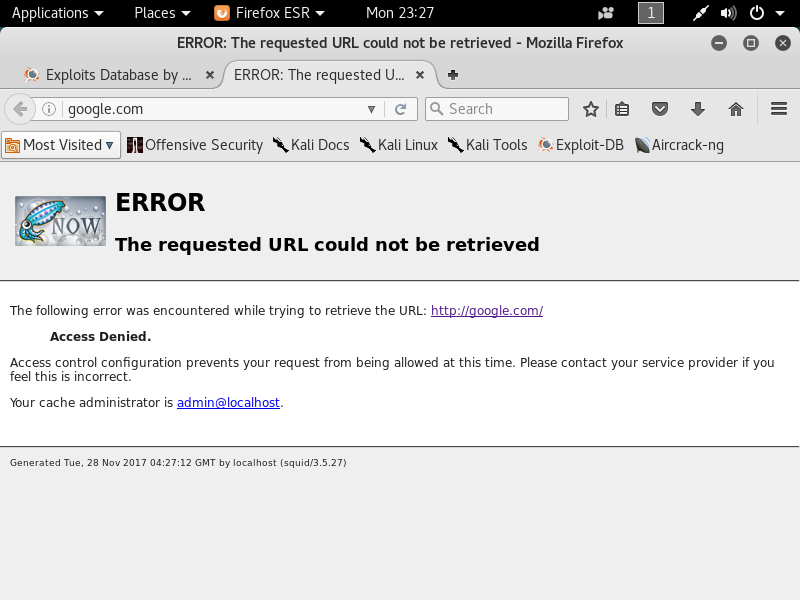 Applications Places Firefox ESR Mon 23:27 1
ERROR: The requested URL could not be retrieved - Mozilla Firefox
Exploits Database by ... ERROR: The requested U...
google.com Search
Most Visited Offensive Security Kali Docs Kali Linux Kali Tools Exploit-DB Aircrack-ng
NOW
ERROR
The requested URL could not be retrieved
The following error was encountered while trying to retrieve the URL: http://google.com/
Access Denied.
Access control configuration prevents your request from being allowed at this time. Please contact your service provider if you
feel this is incorrect.
Your cache administrator is admin@localhost.
Generated Tue, 28 Nov 2017 04:27:12 GMT by localhost (squid/3.5.27)